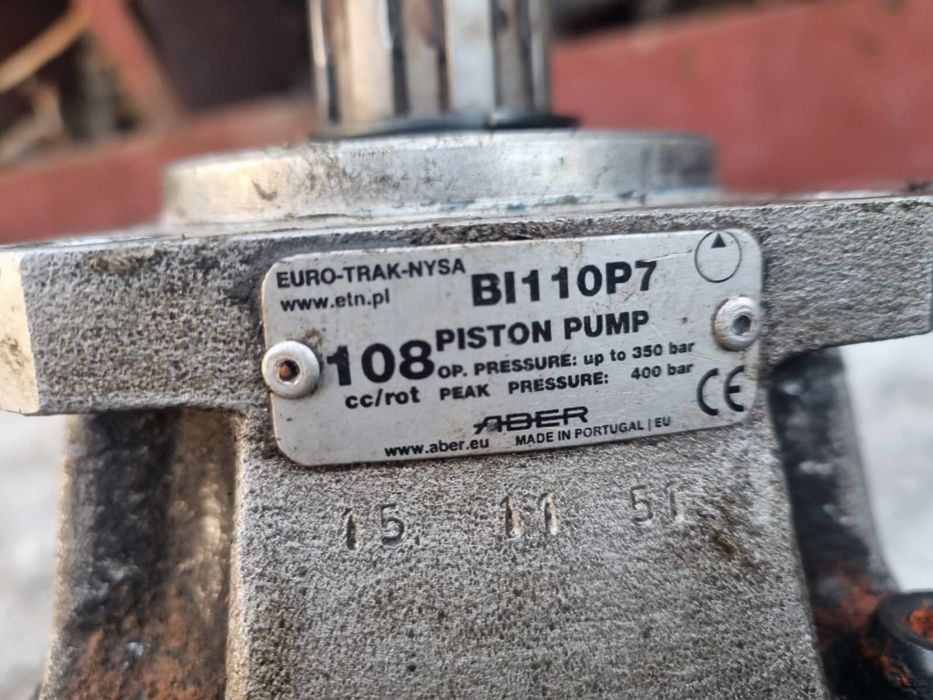 EURO-TRAK-NYSA
www.etn.pl
BI110P7
PISTON PUMP
108
cc/rot
OP. PRESSURE: up to 350 bar
PEAK PRESSURE: 400 bar
CE
ABER
www.aber.eu
MADE IN PORTUGAL | EU
15 11 51